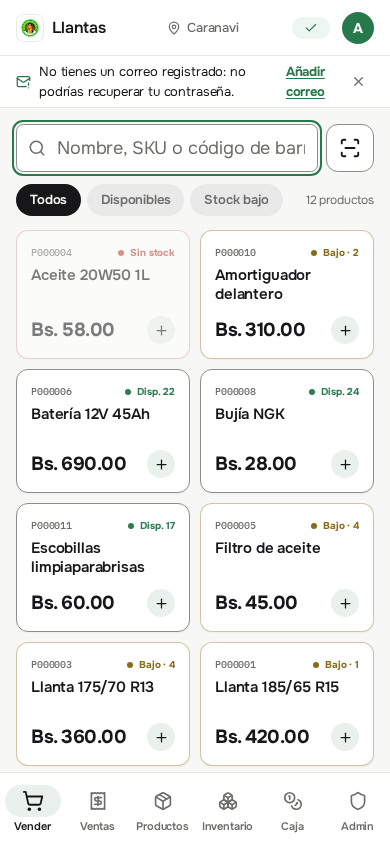 Llantas
Caranavi
A
No tienes un correo registrado: no
podrías recuperar tu contraseña.
Añadir
correo
Nombre, SKU o código de barr
Todos
Disponibles
Stock bajo
12 productos
P000004
Sin stock
Aceite 20W50 1L
Bs. 58.00
P000010
Bajo · 2
Amortiguador
delantero
Bs. 310.00
P000006
Disp. 22
Batería 12V 45Ah
Bs. 690.00
P000008
Disp. 24
Bujía NGK
Bs. 28.00
P000011
Disp. 17
Escobillas
limpiaparabrisas
Bs. 60.00
P000005
Bajo · 4
Filtro de aceite
Bs. 45.00
P000003
Bajo · 4
Llanta 175/70 R13
Bs. 360.00
P000001
Bajo · 1
Llanta 185/65 R15
Bs. 420.00
Vender
Ventas
Productos
Inventario
Caja
Admin